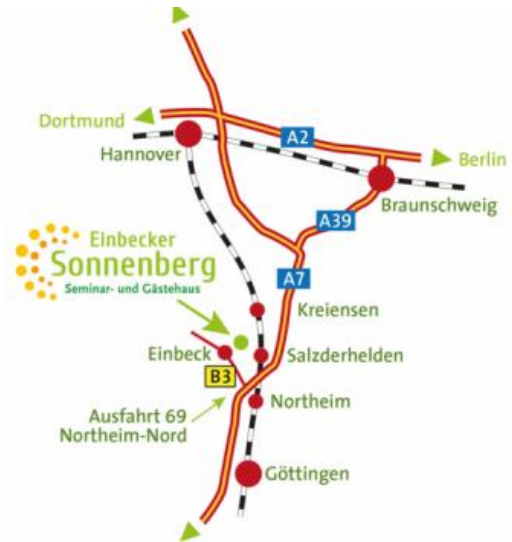 Dortmund
A2
Hannover
Berlin
Braunschweig
A39
Einbecker
Sonnenberg
Seminar- und Gästehaus
A7
Kreiensen
Einbeck
Salzderhelden
B3
Ausfahrt 69
Northeim-Nord
Northeim
Göttingen